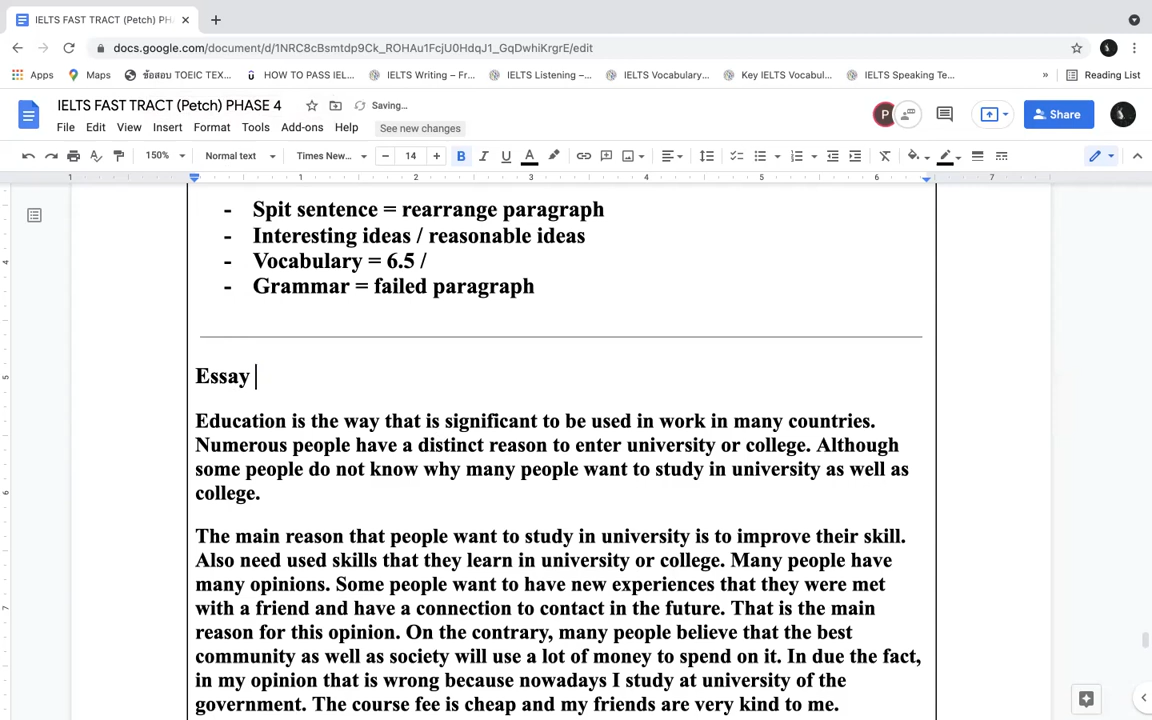 IELTS FAST TRACT (Petch) PH
docs.google.com/document/d/1NRC8cBsmtdp9Ck_ROHAu1FcjU0HdqJ1_GqDwhiKrgrE/edit
Apps Maps ข้อสอบ TOEIC TEX... HOW TO PASS IEL... IELTS Writing – Fr... IELTS Listening –... IELTS Vocabulary... Key IELTS Vocabul... IELTS Speaking Te... » Reading List
IELTS FAST TRACT (Petch) PHASE 4 Saving...
P Share
File Edit View Insert Format Tools Add-ons Help See new changes
150% Normal text Times New... 14 B I U A
1 1 2 3 4 5 6 7
- Spit sentence = rearrange paragraph
- Interesting ideas / reasonable ideas
- Vocabulary = 6.5 /
- Grammar = failed paragraph
Essay
Education is the way that is significant to be used in work in many countries.
Numerous people have a distinct reason to enter university or college. Although
some people do not know why many people want to study in university as well as
college.
The main reason that people want to study in university is to improve their skill.
Also need used skills that they learn in university or college. Many people have
many opinions. Some people want to have new experiences that they were met
with a friend and have a connection to contact in the future. That is the main
reason for this opinion. On the contrary, many people believe that the best
community as well as society will use a lot of money to spend on it. In due the fact,
in my opinion that is wrong because nowadays I study at university of the
government. The course fee is cheap and my friends are very kind to me.
4
5
6
7